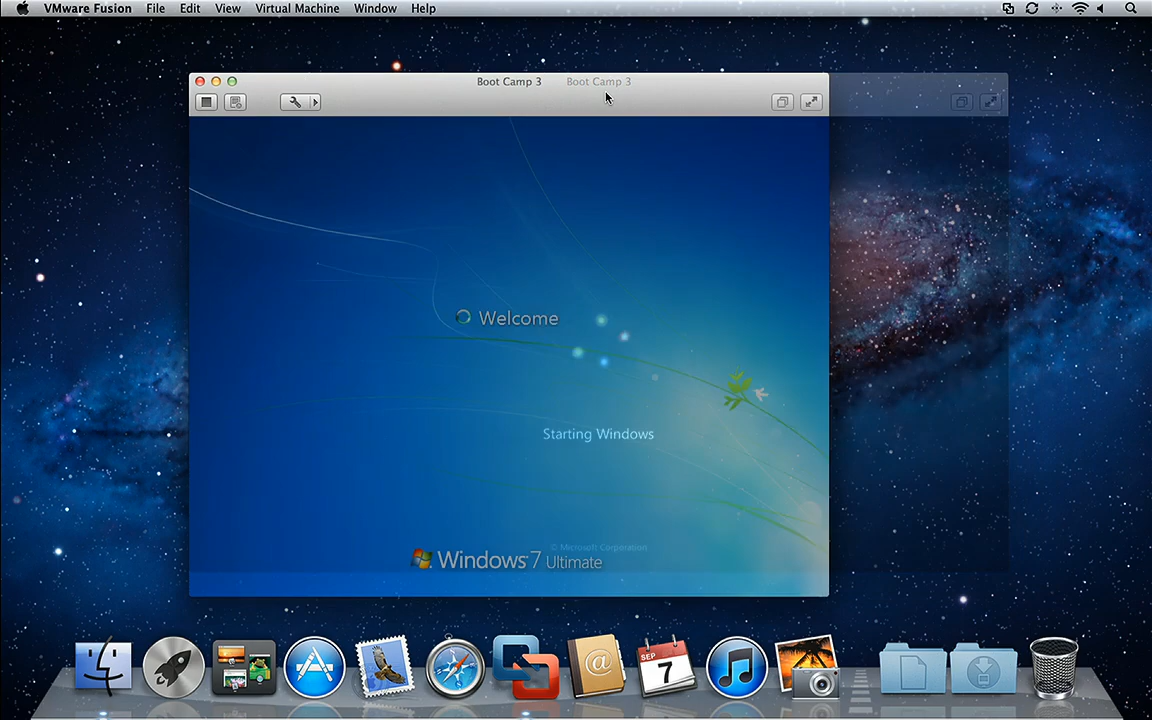 VMware Fusion File Edit View Virtual Machine Window Help
Boot Camp 3 Boot Camp 3
Welcome
Starting Windows
© Microsoft Corporation
Windows 7 Ultimate
@
SEP
7